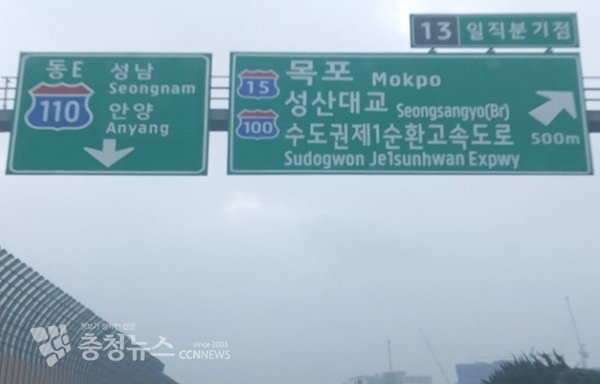 동E 성남
Seongnam
110 안양
Anyang
13 일직분기점
15 목포 Mokpo
성산대교 Seongsangyo(Br)
100 수도권제1순환고속도로
Sudogwon Je1sunhwan Expwy
500m
충청뉴스
since 2005
CCNEWS